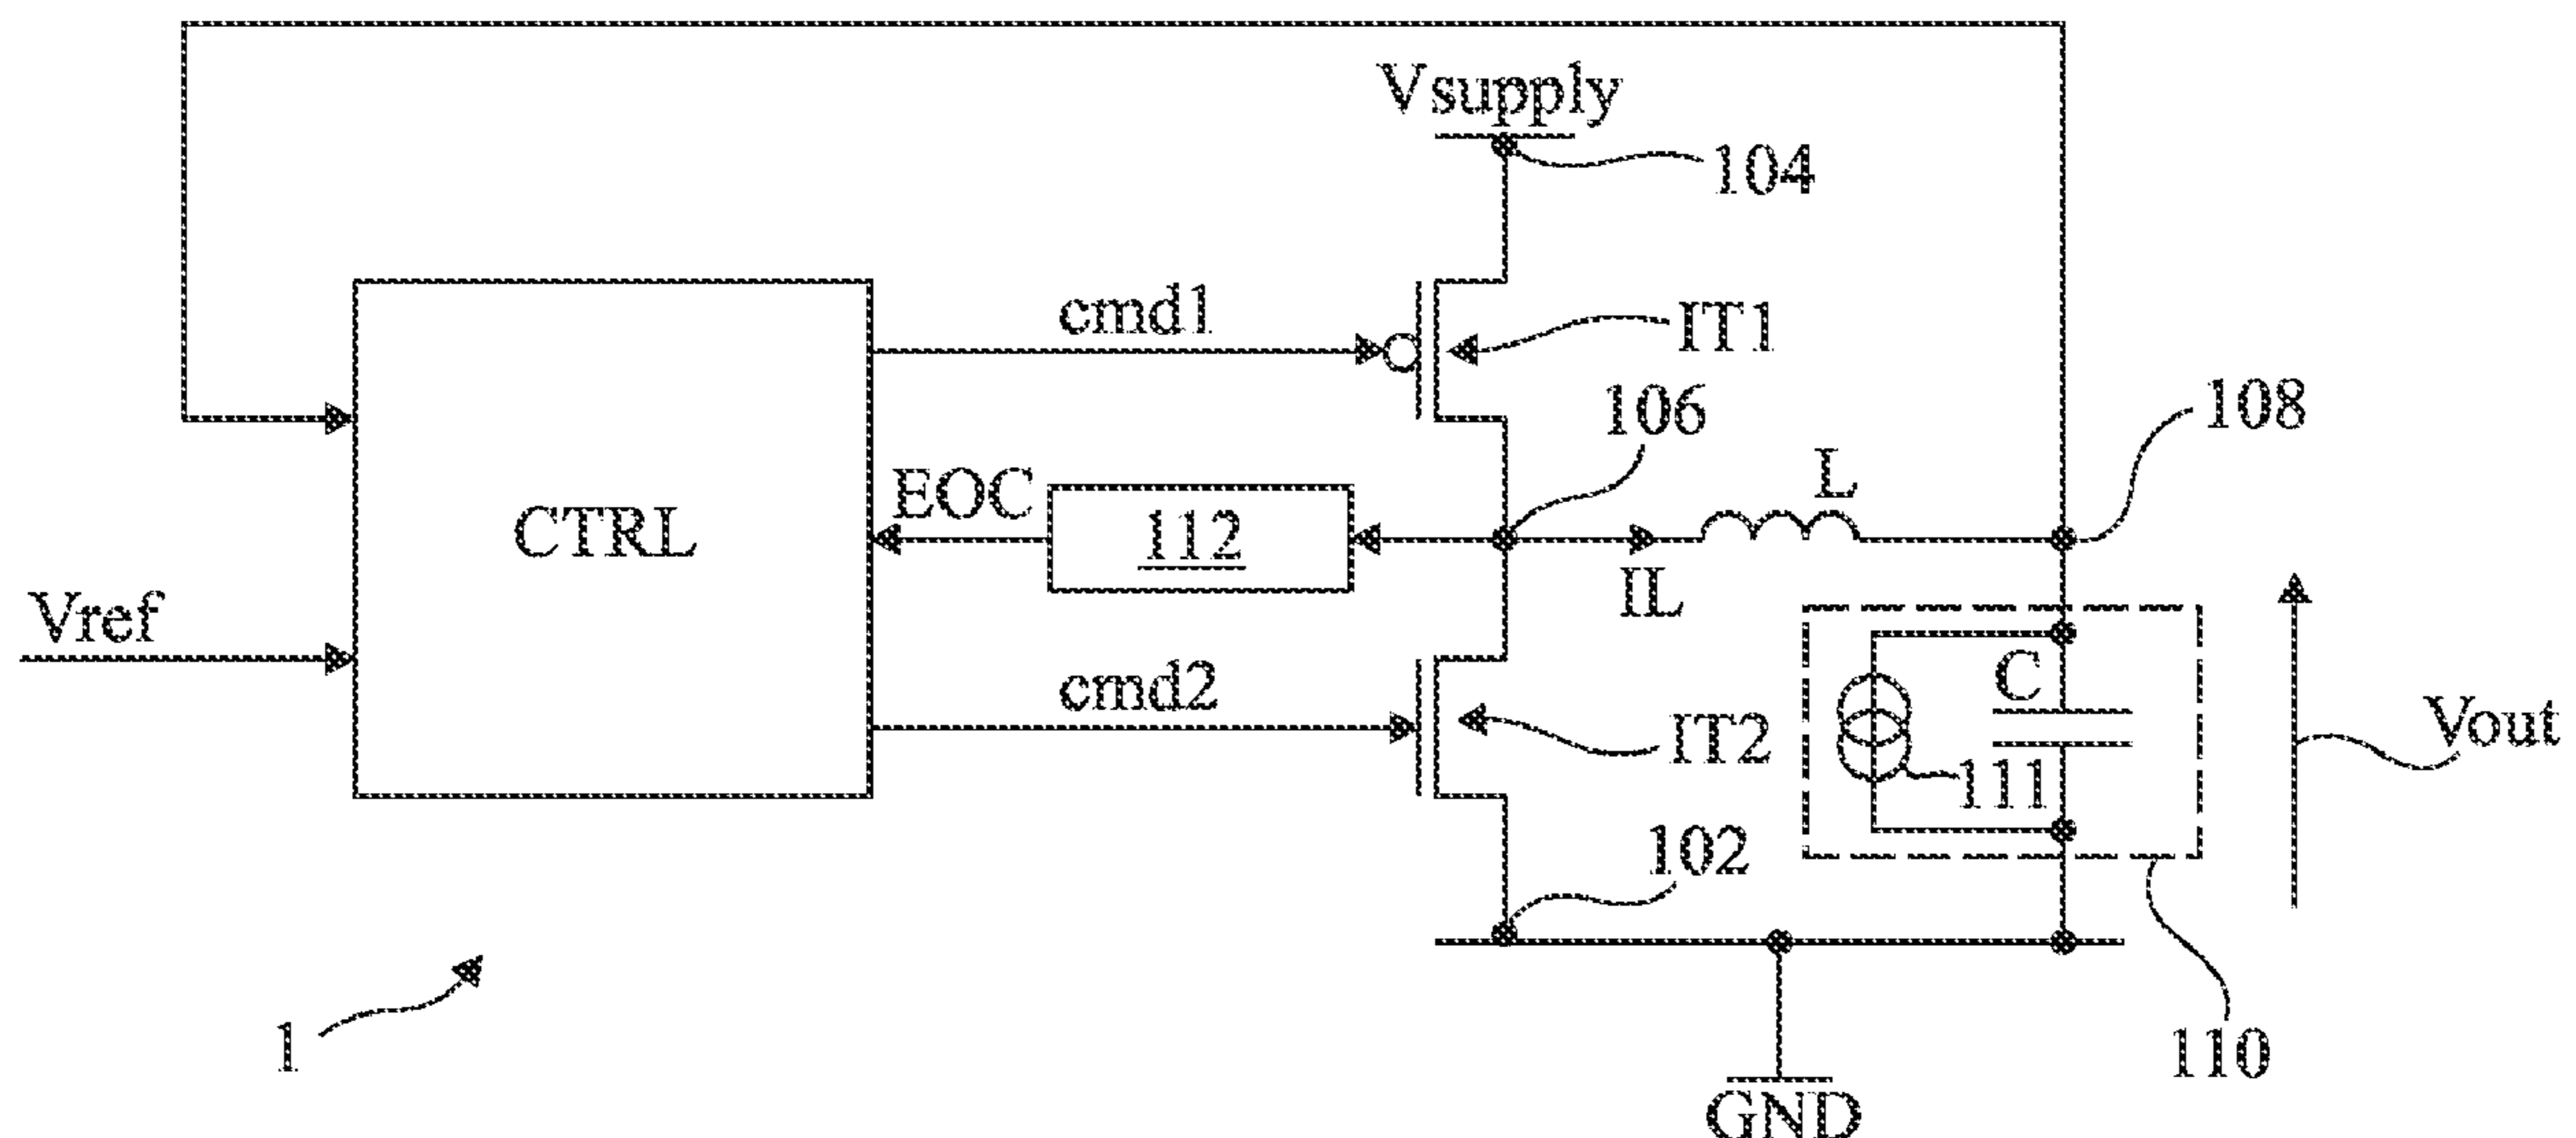 Vsupply
104
cmd1
IT1
106
108
L
EOC
112
CTRL
IL
Vref
C
cmd2
IT2
111
Vout
102
1
110
GND